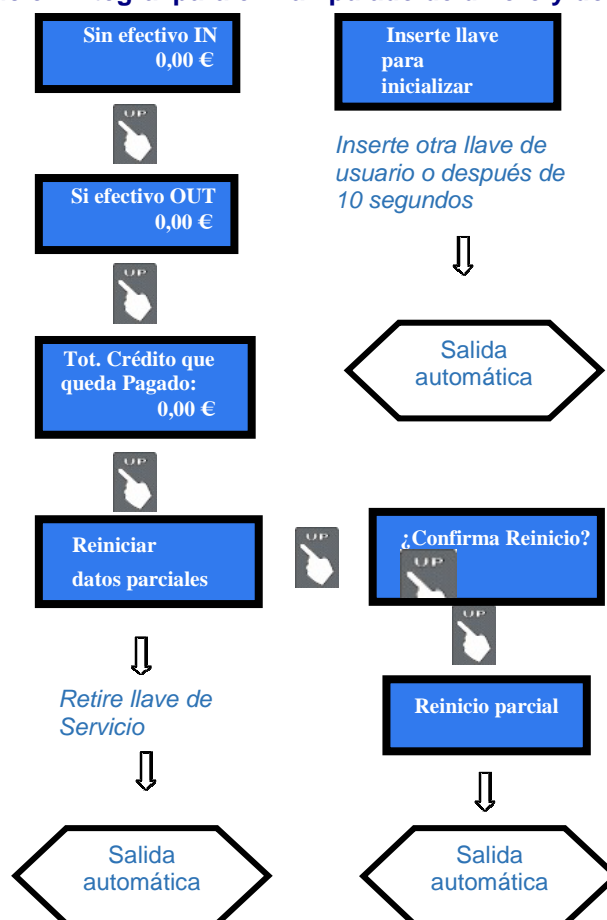 Sin efectivo IN
0,00 €
UP
Si efectivo OUT
0,00 €
UP
Tot. Crédito que
queda Pagado:
0,00 €
UP
Reiniciar
datos parciales
Retire llave de
Servicio
Salida
automática
Inserte llave
para
inicializar
Inserte otra llave de
usuario o después de
10 segundos
Salida
automática
UP
¿Confirma Reinicio?
UP
UP
Reinicio parcial
Salida
automática